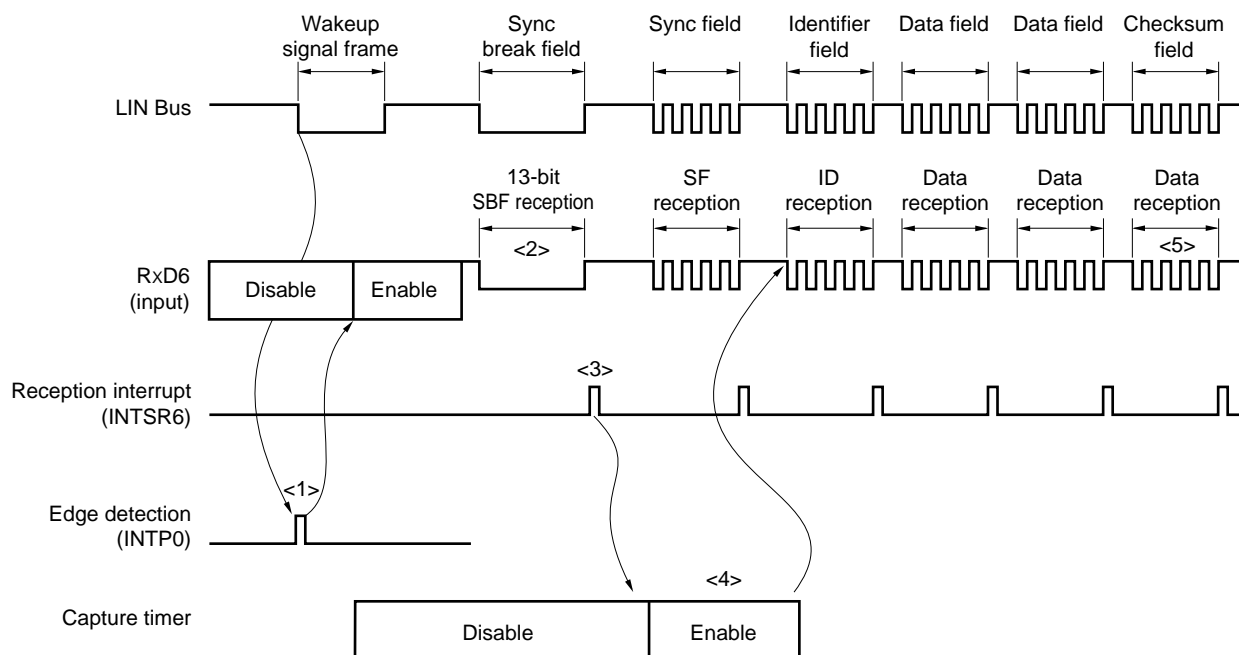 Wakeup
signal frame
Sync
break field
Sync field
Identifier
field
Data field
Data field
Checksum
field
LIN Bus
13-bit
SBF reception
SF
reception
ID
reception
Data
reception
Data
reception
Data
reception
<2>
<5>
RxD6
(input)
Disable
Enable
Reception interrupt
(INTSR6)
<3>
Edge detection
(INTP0)
<1>
Capture timer
Disable
Enable
<4>